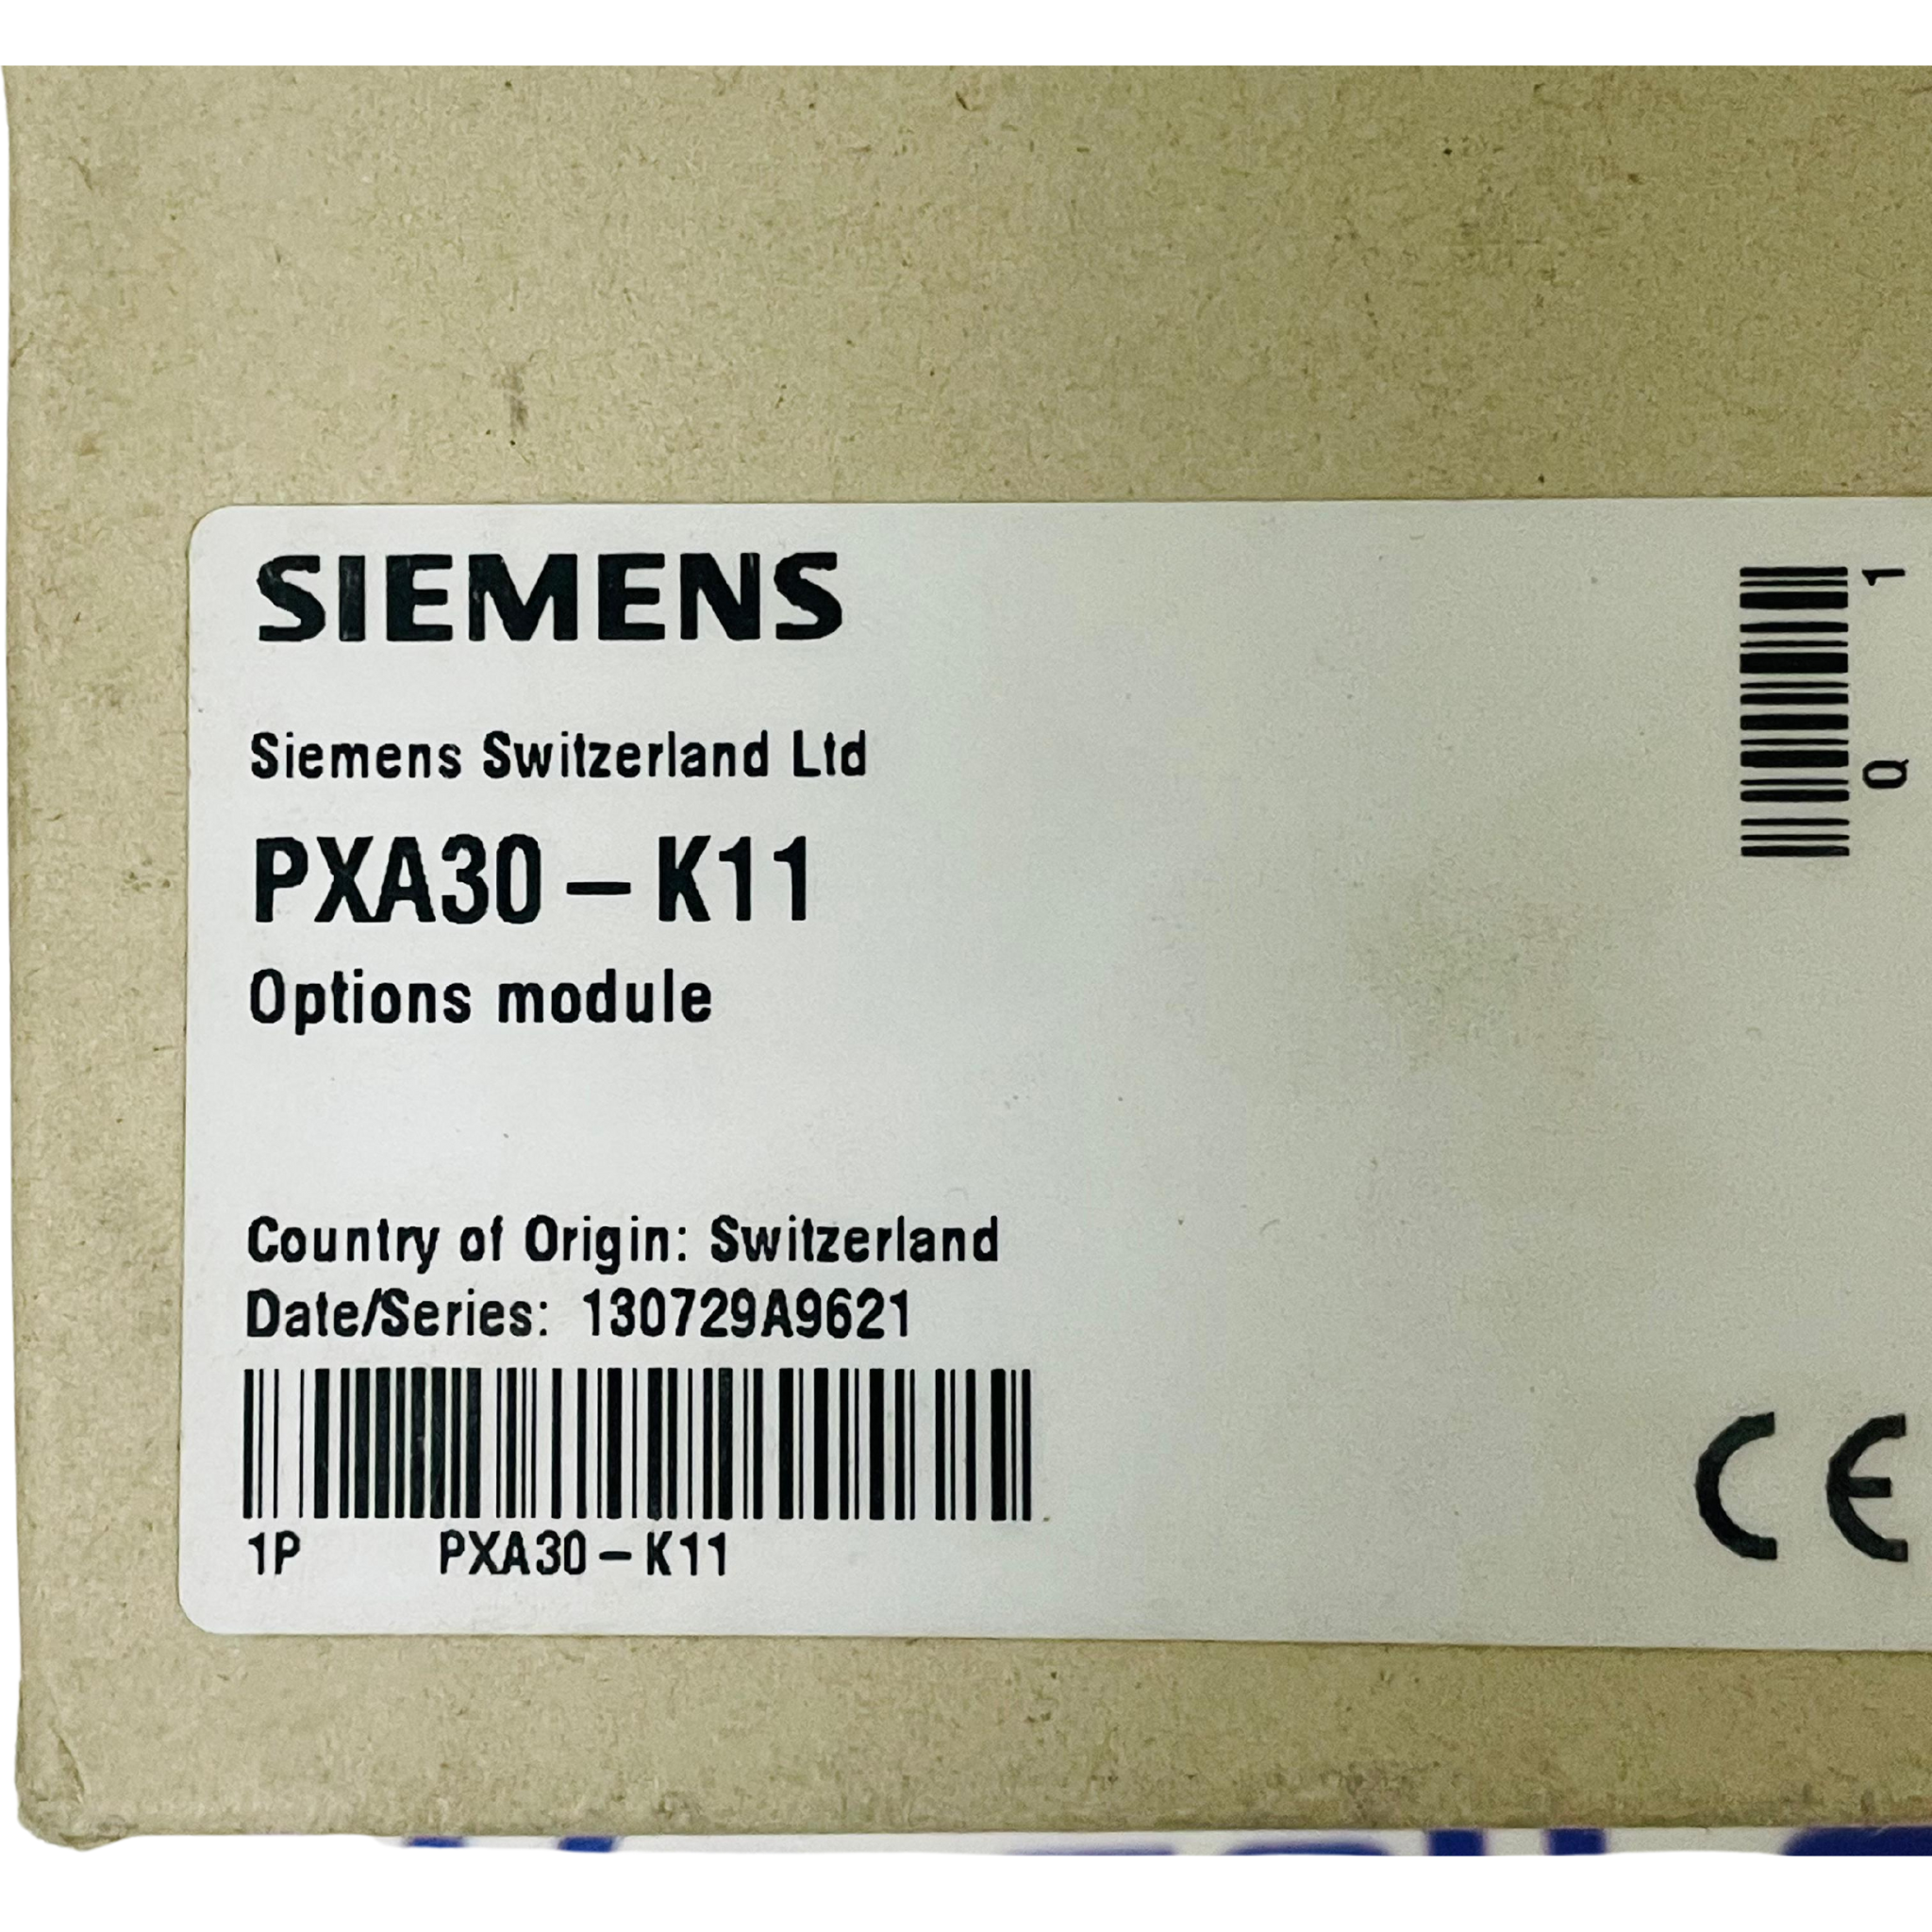 SIEMENS
Siemens Switzerland Ltd
PXA30-K11
Options module
Country of Origin: Switzerland
Date/Series: 130729A9621
1P PXA30-K11
Q 1
CE